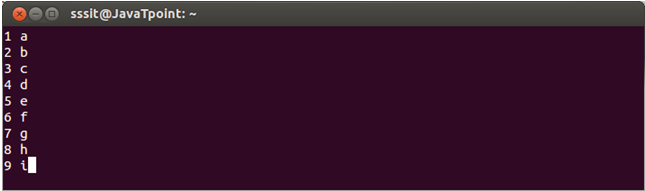 sssit@JavaTpoint: ~
1 a
2 b
3 c
4 d
5 e
6 f
7 g
8 h
9 i